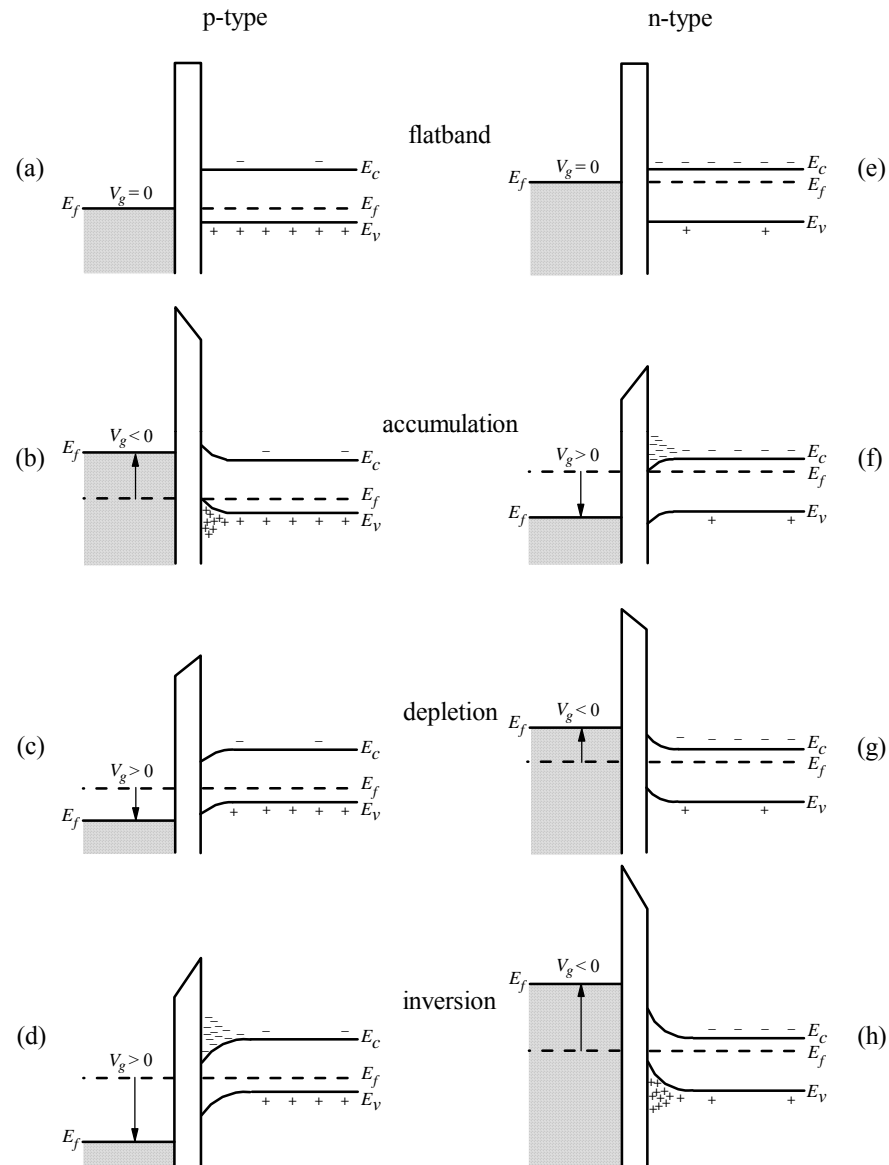 p-type
n-type
flatband
(a)
V_g = 0
E_f
E_c
E_f
E_v
(e)
V_g = 0
E_f
E_c
E_f
E_v
accumulation
(b)
V_g < 0
E_f
E_c
E_f
E_v
(f)
V_g > 0
E_f
E_c
E_f
E_v
depletion
(c)
V_g > 0
E_f
E_c
E_f
E_v
(g)
V_g < 0
E_f
E_c
E_f
E_v
inversion
(d)
V_g > 0
E_f
E_c
E_f
E_v
(h)
V_g < 0
E_f
E_c
E_f
E_v